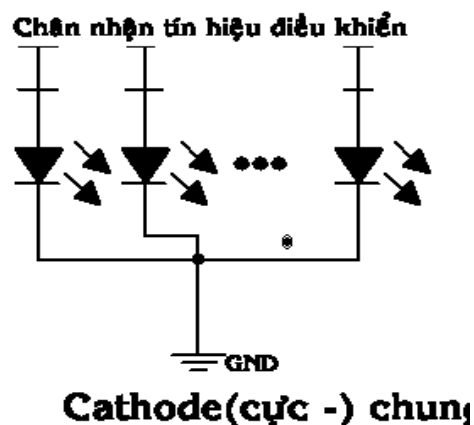 Chân nhận tín hiệu điều khiển
GND
Cathode(cực -) chung